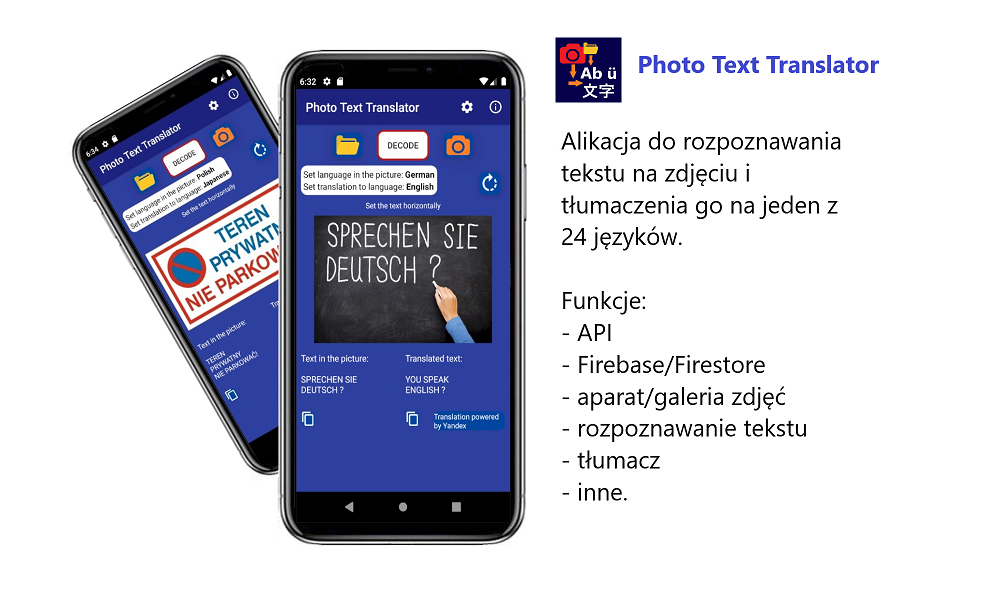 6:34
Photo Text Translator
DECODE
Set language in the picture: Polish
Set translation to language: Japanese
Set the text horizontally
TEREN
PRYWATNY
NIE PARKOW
Text in the picture:
TEREN
PRYWATNY
NIE PARKOWAĆ!
6:32
Photo Text Translator
DECODE
Set language in the picture: German
Set translation to language: English
Set the text horizontally
SPRECHEN SIE
DEUTSCH ?
Text in the picture:
Translated text:
SPRECHEN SIE
DEUTSCH ?
YOU SPEAK
ENGLISH ?
Translation powered
by Yandex
Ab ü
文字
Photo Text Translator
Alikacja do rozpoznawania
tekstu na zdjęciu i
tłumaczenia go na jeden z
24 języków.
Funkcje:
- API
- Firebase/Firestore
- aparat/galeria zdjęć
- rozpoznawanie tekstu
- tłumacz
- inne.